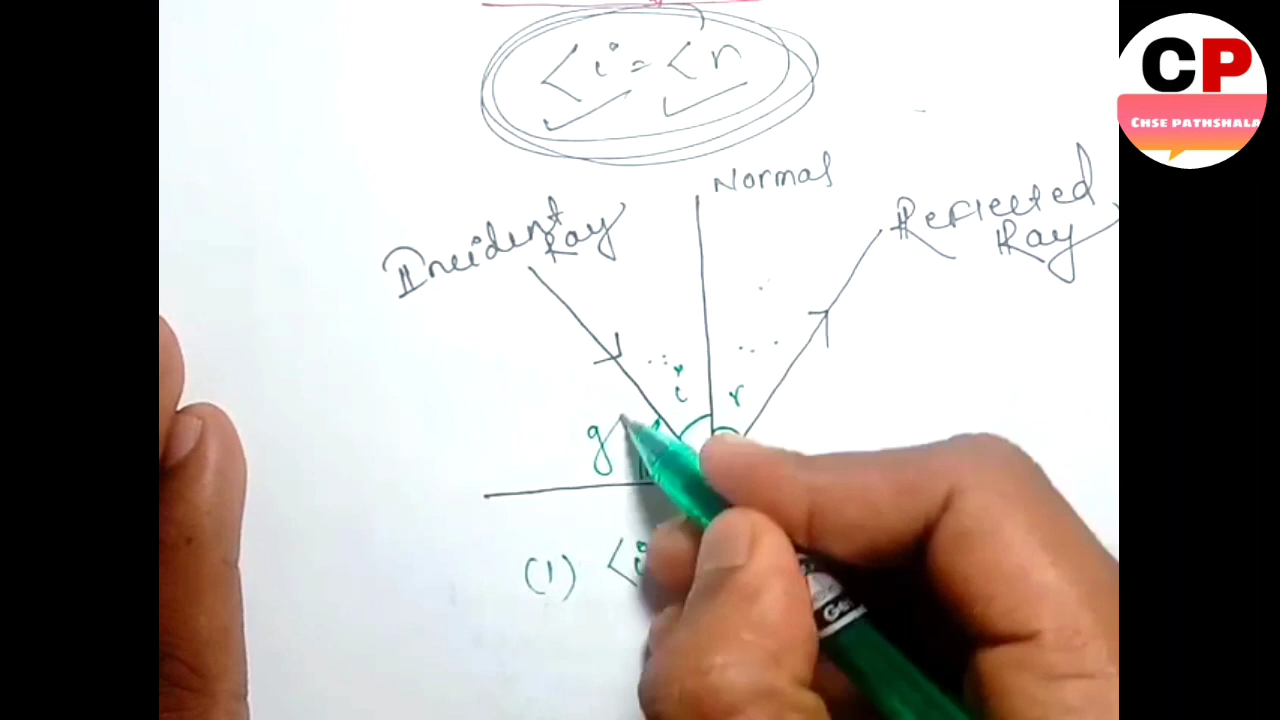 <i = <r
Normal
Incident
Ray
Reflected
Ray
i
r
g
(1) <i
CP
CHSE PATHSHALA